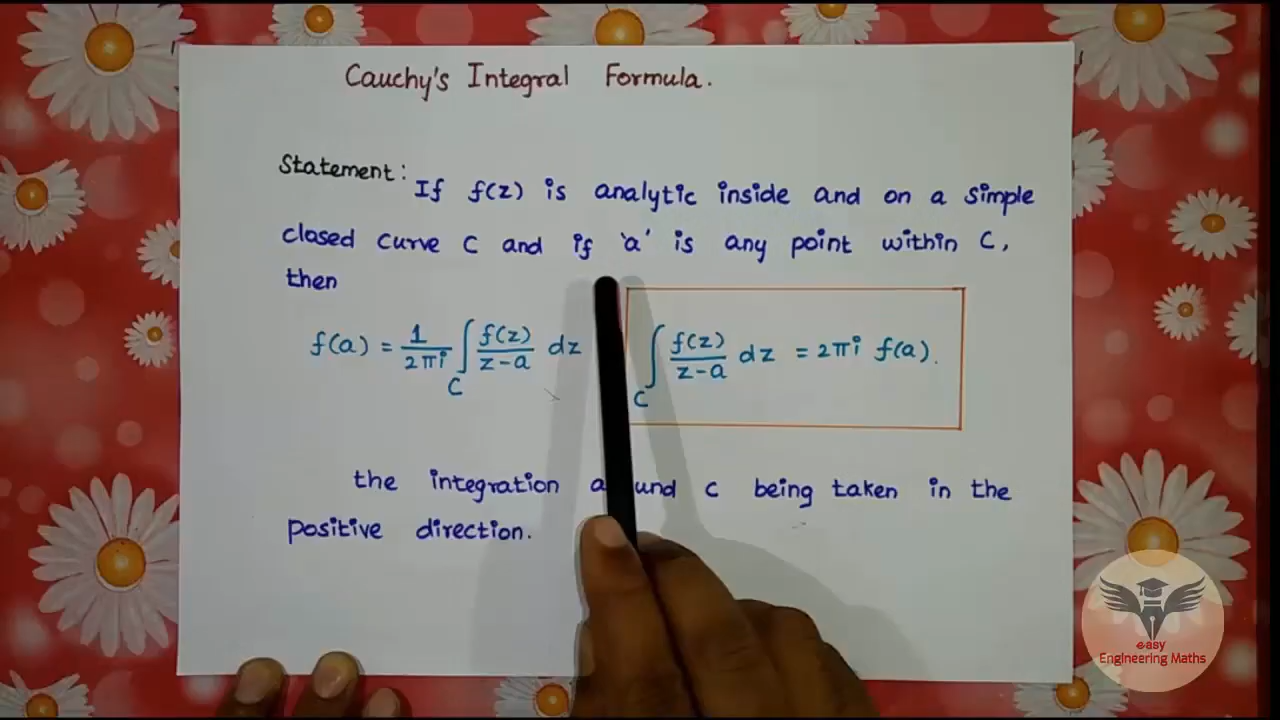 Cauchy's Integral Formula.
Statement:
If f(z) is analytic inside and on a simple
closed curve C and if 'a' is any point within C,
then
f(a) = 1/2πi ∫C f(z)/z-a dz
∫C f(z)/z-a dz = 2πi f(a).
the integration und c being taken in the
positive direction.
easy
Engineering Maths